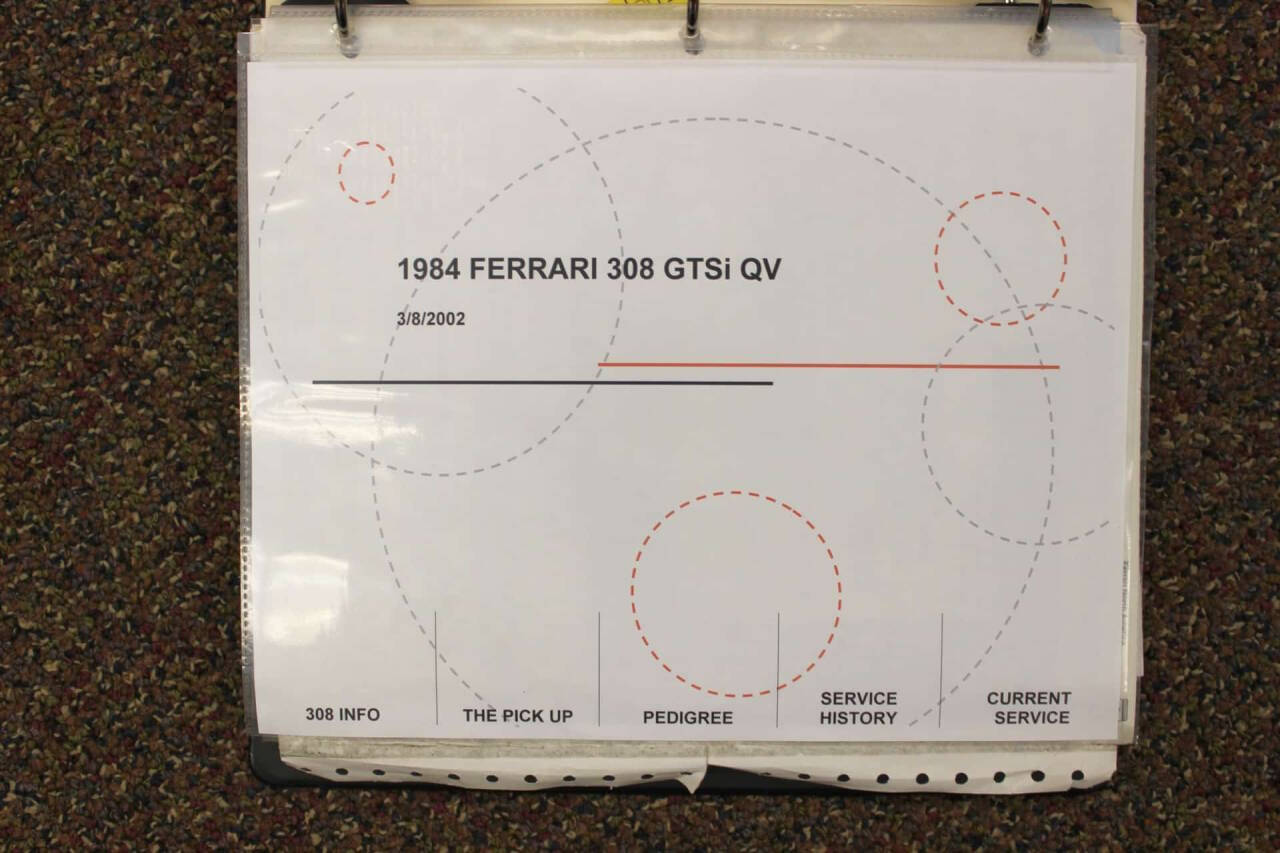 1984 FERRARI 308 GTSi QV
3/8/2002
308 INFO
THE PICK UP
PEDIGREE
SERVICE
HISTORY
CURRENT
SERVICE